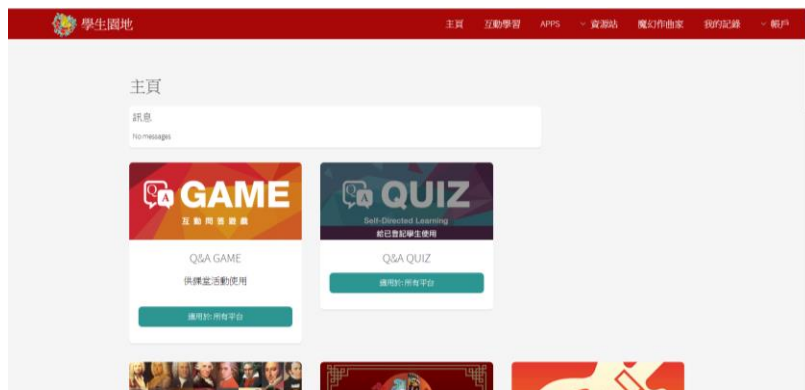 學生園地
主頁 互動學習 APPS 資源站 魔幻作曲家 我的記錄 帳戶
主頁
訊息
No messages
Q A GAME
互動問答遊戲
Q&A GAME
供課堂活動使用
適用於:所有平台
Q A QUIZ
Self-Directed Learning
給已登記學生使用
Q&A QUIZ
適用於:所有平台